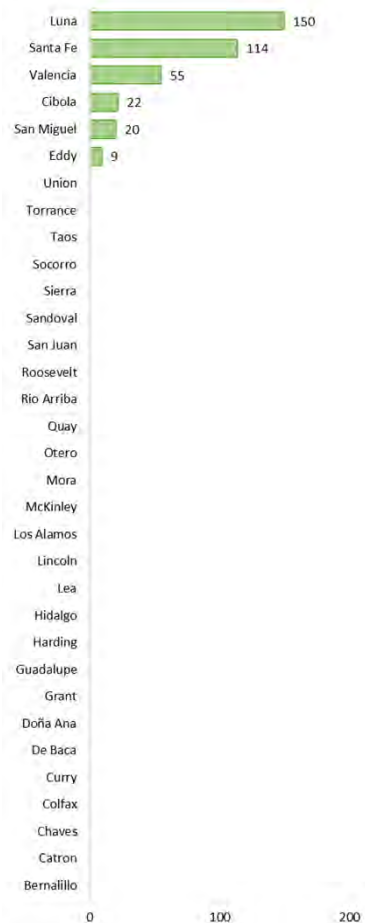 Luna 150
Santa Fe 114
Valencia 55
Cibola 22
San Miguel 20
Eddy 9
Union
Torrance
Taos
Socorro
Sierra
Sandoval
San Juan
Roosevelt
Rio Arriba
Quay
Otero
Mora
McKinley
Los Alamos
Lincoln
Lea
Hidalgo
Harding
Guadalupe
Grant
Doña Ana
De Baca
Curry
Colfax
Chaves
Catron
Bernalillo
0 100 200